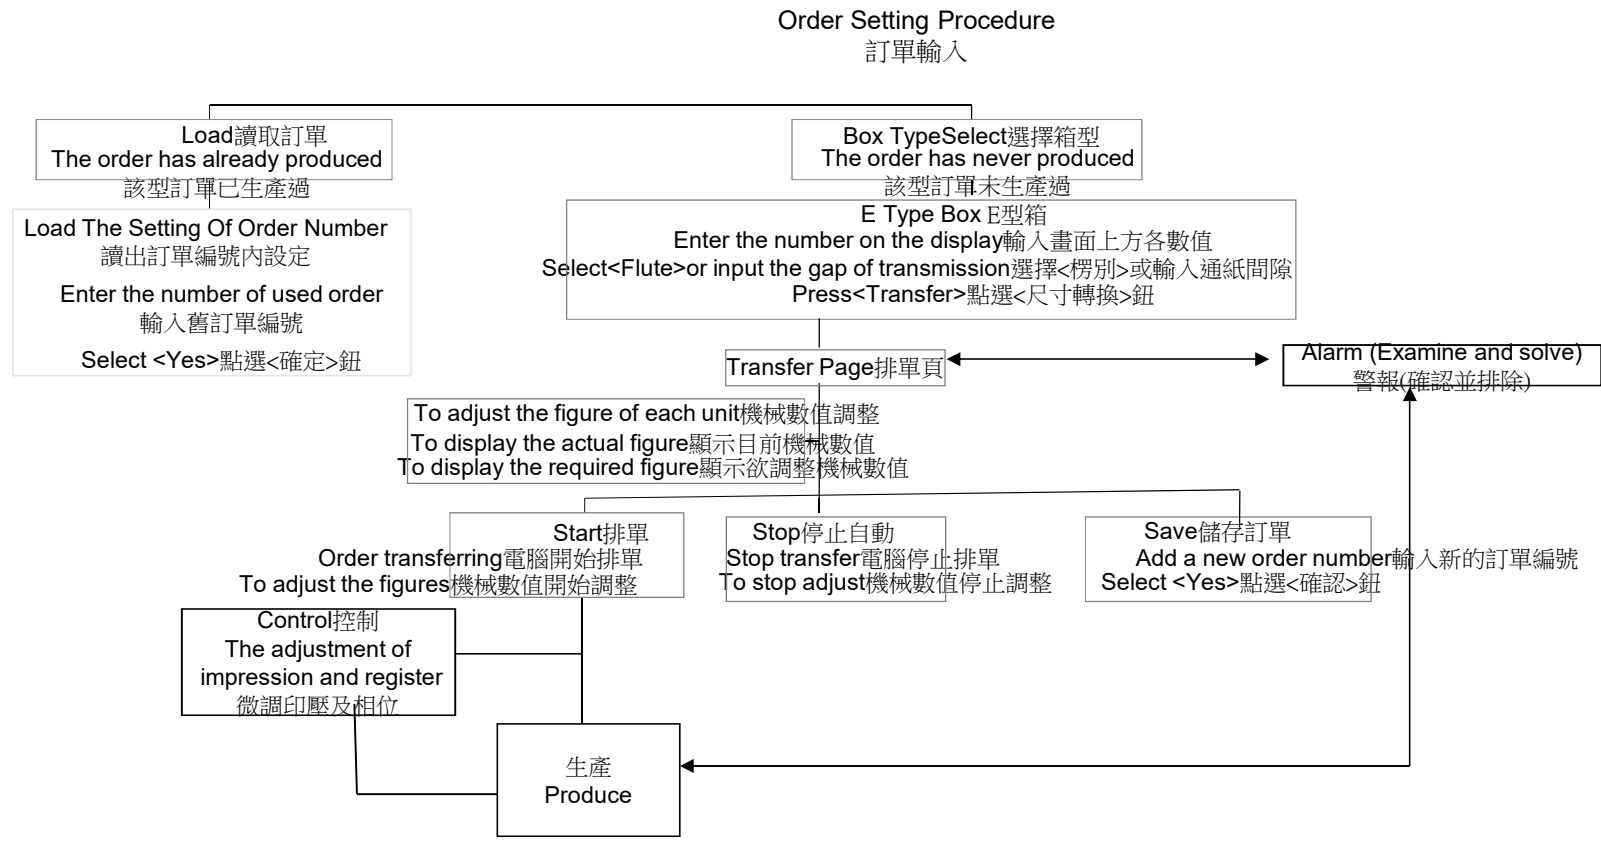 Order Setting Procedure
訂單輸入
Load讀取訂單
The order has already produced
該型訂單已生產過
Load The Setting Of Order Number
讀出訂單編號內設定
Enter the number of used order
輸入舊訂單編號
Select <Yes>點選<確定>鈕
Box TypeSelect選擇箱型
The order has never produced
該型訂單未生產過
E Type Box E型箱
Enter the number on the display輸入畫面上方各數值
Select<Flute>or input the gap of transmission選擇<楞別>或輸入通紙間隙
Press<Transfer>點選<尺寸轉換>鈕
Transfer Page排單頁
Alarm (Examine and solve)
警報(確認並排除)
To adjust the figure of each unit機械數值調整
To display the actual figure顯示目前機械數值
To display the required figure顯示欲調整機械數值
Start排單
Order transferring電腦開始排單
To adjust the figures機械數值開始調整
Stop停止自動
Stop transfer電腦停止排單
To stop adjust機械數值停止調整
Save儲存訂單
Add a new order number輸入新的訂單編號
Select <Yes>點選<確認>鈕
Control控制
The adjustment of
impression and register
微調印壓及相位
生產
Produce